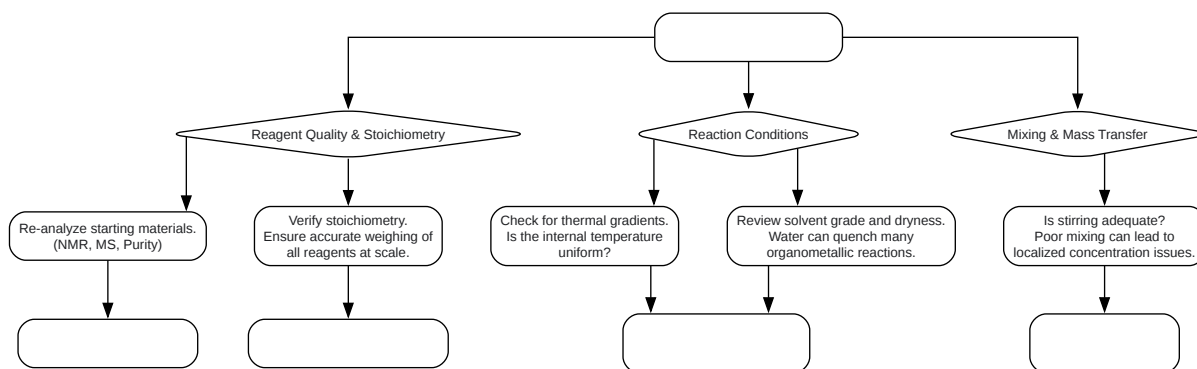 Reagent Quality & Stoichiometry
Reaction Conditions
Mixing & Mass Transfer
Re-analyze starting materials.
(NMR, MS, Purity)
Verify stoichiometry.
Ensure accurate weighing of
all reagents at scale.
Check for thermal gradients.
Is the internal temperature
uniform?
Review solvent grade and dryness.
Water can quench many
organometallic reactions.
Is stirring adequate?
Poor mixing can lead to
localized concentration issues.